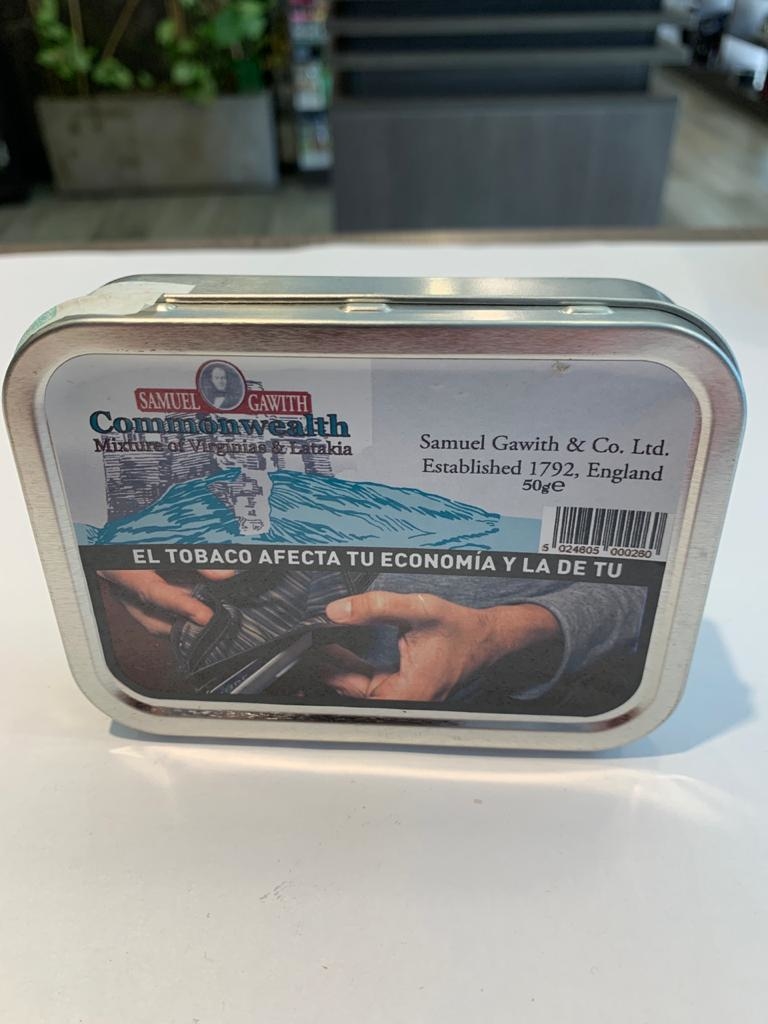 SAMUEL GAWITH
Commonwealth
Mixture of Virginias & Latakia
Samuel Gawith & Co. Ltd.
Established 1792, England
50g℮
5 024605 000260
EL TOBACO AFECTA TU ECONOMÍA Y LA DE TU